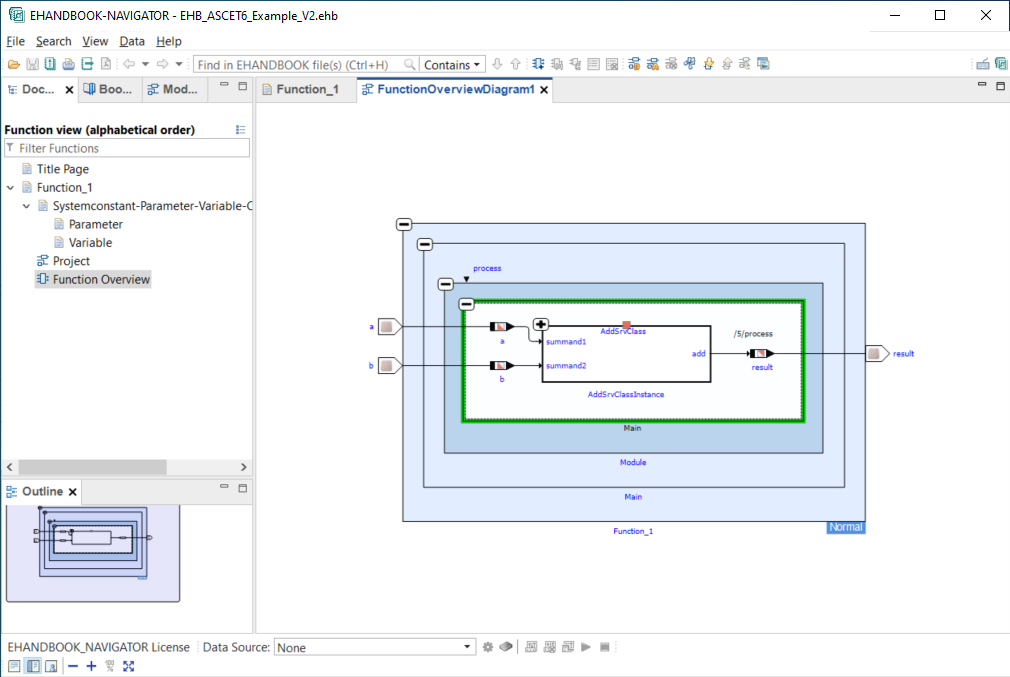 EHANDBOOK-NAVIGATOR - EHB_ASCET6_Example_V2.ehb
File Search View Data Help
Find in EHANDBOOK file(s) (Ctrl+H) Contains
Doc... Boo... Mod...
Function_1 FunctionOverviewDiagram1
Function view (alphabetical order)
Filter Functions
Title Page
Function_1
Systemconstant-Parameter-Variable-C
Parameter
Variable
Project
Function Overview
process
a
AddSrvClass
/5/process
a
summand1
add
result
b
summand2
result
b
AddSrvClassInstance
Main
Module
Main
Function_1
Normal
Outline
EHANDBOOK_NAVIGATOR License Data Source: None